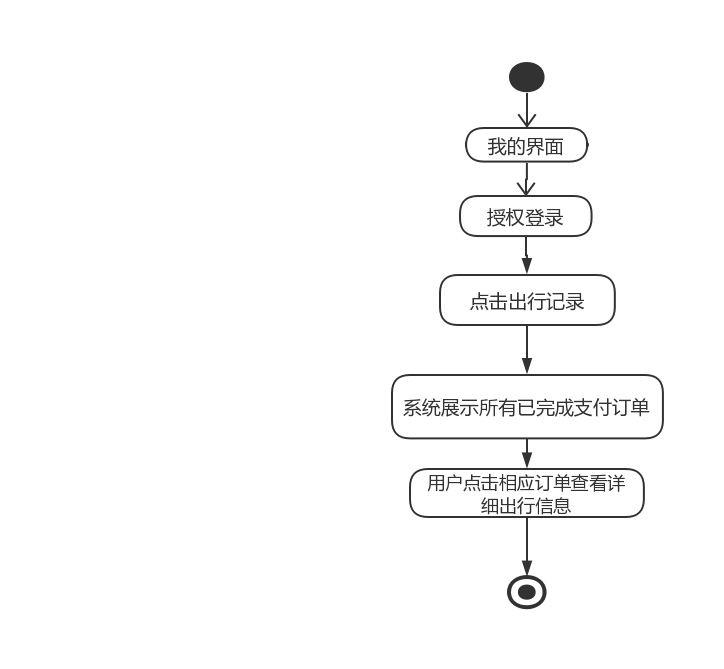 我的界面
授权登录
点击出行记录
系统展示所有已完成支付订单
用户点击相应订单查看详
细出行信息